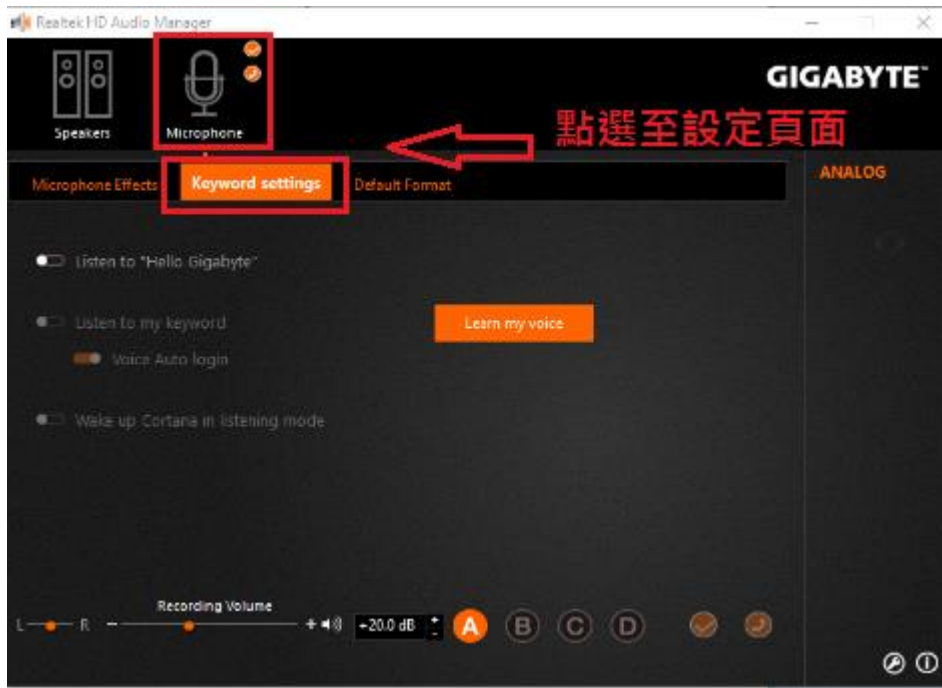 Realtek HD Audio Manager
Speakers
Microphone
GIGABYTE™
點選至設定頁面
Microphone Effects
Keyword settings
Default Format
ANALOG
Listen to "Hello Gigabyte"
Listen to my keyword
Learn my voice
Voice Auto login
Wake up Cortana in listening mode
Recording Volume
L R - + +20.0 dB + - A B C D